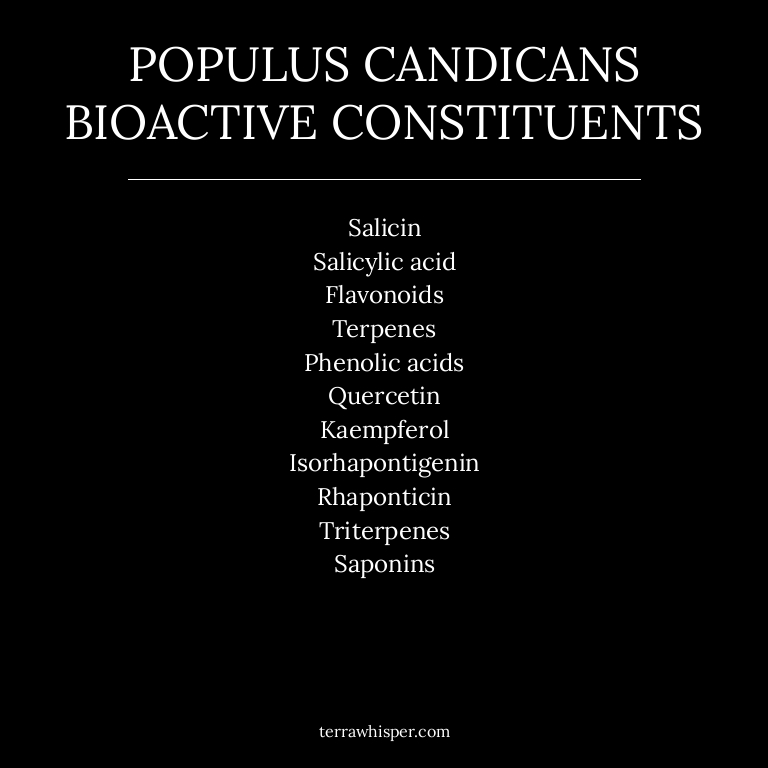 POPULUS CANDICANS
BIOACTIVE CONSTITUENTS
Salicin
Salicylic acid
Flavonoids
Terpenes
Phenolic acids
Quercetin
Kaempferol
Isorhapontigenin
Rhaponticin
Triterpenes
Saponins
terrawhisper.com